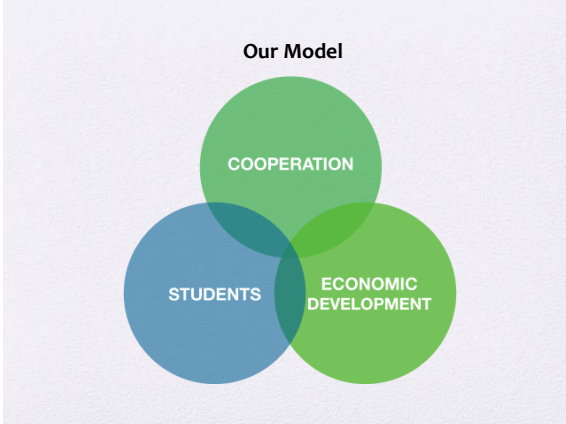 Our Model
COOPERATION
STUDENTS
ECONOMIC
DEVELOPMENT